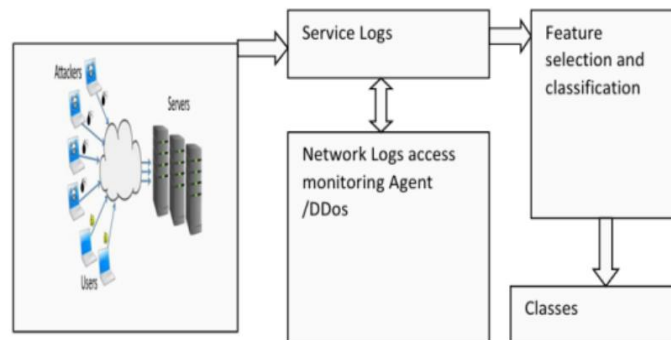 Attackers
Servers
Users
Service Logs
Network Logs access
monitoring Agent
/DDos
Feature
selection and
classification
Classes